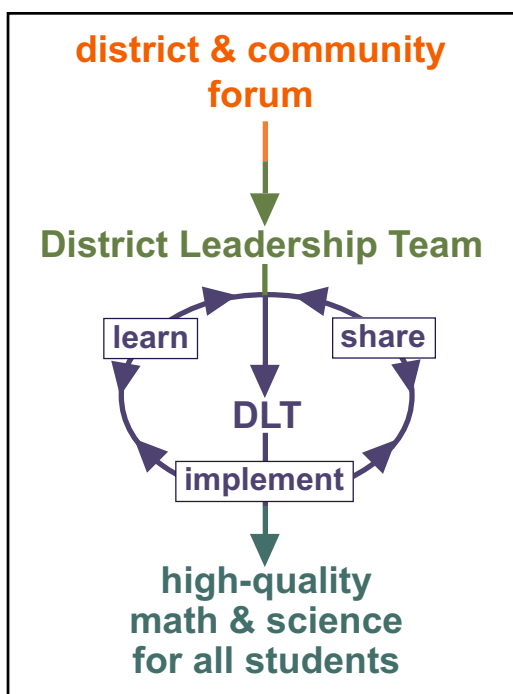 district & community
forum
District Leadership Team
learn
share
DLT
implement
high-quality
math & science
for all students